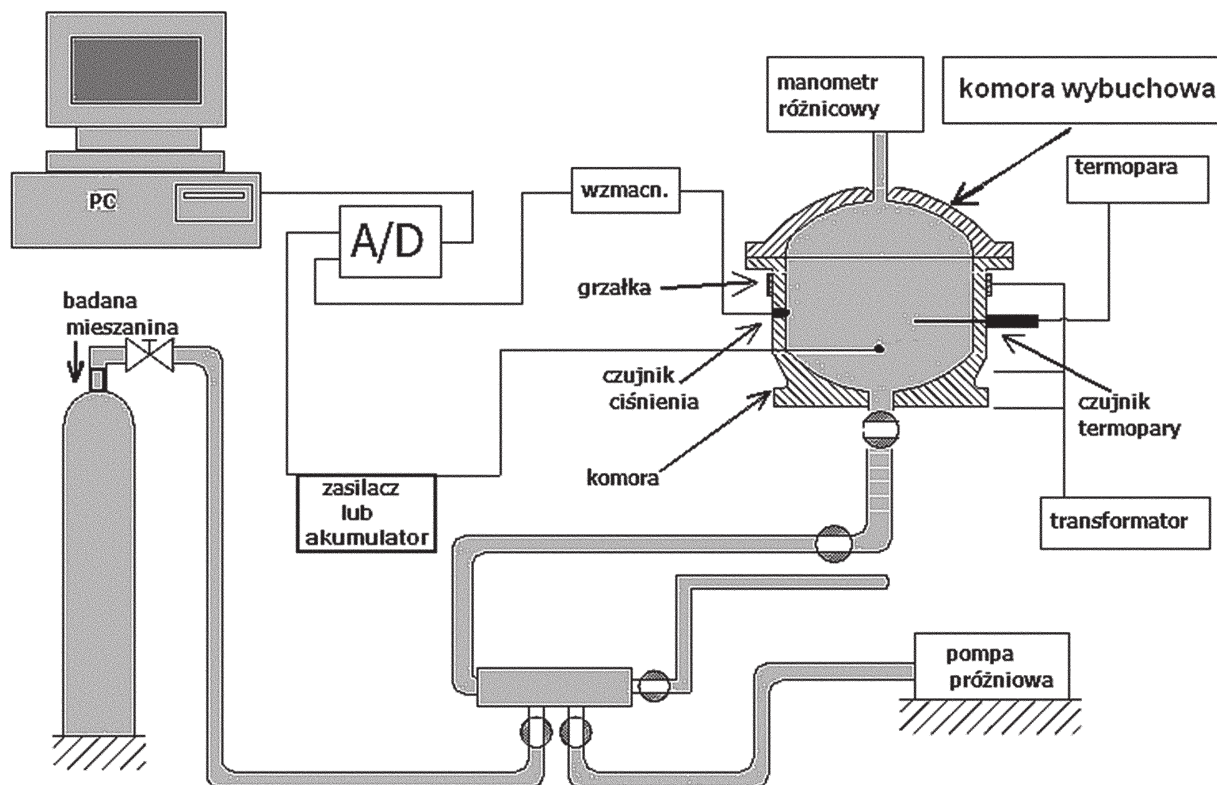 manometr
różnicowy
komora wybuchowa
termopara
PC
wzmacn.
A/D
grzałka
badana
mieszanina
czujnik
ciśnienia
czujnik
termopary
komora
zasilacz
lub
akumulator
transformator
pompa
próżniowa